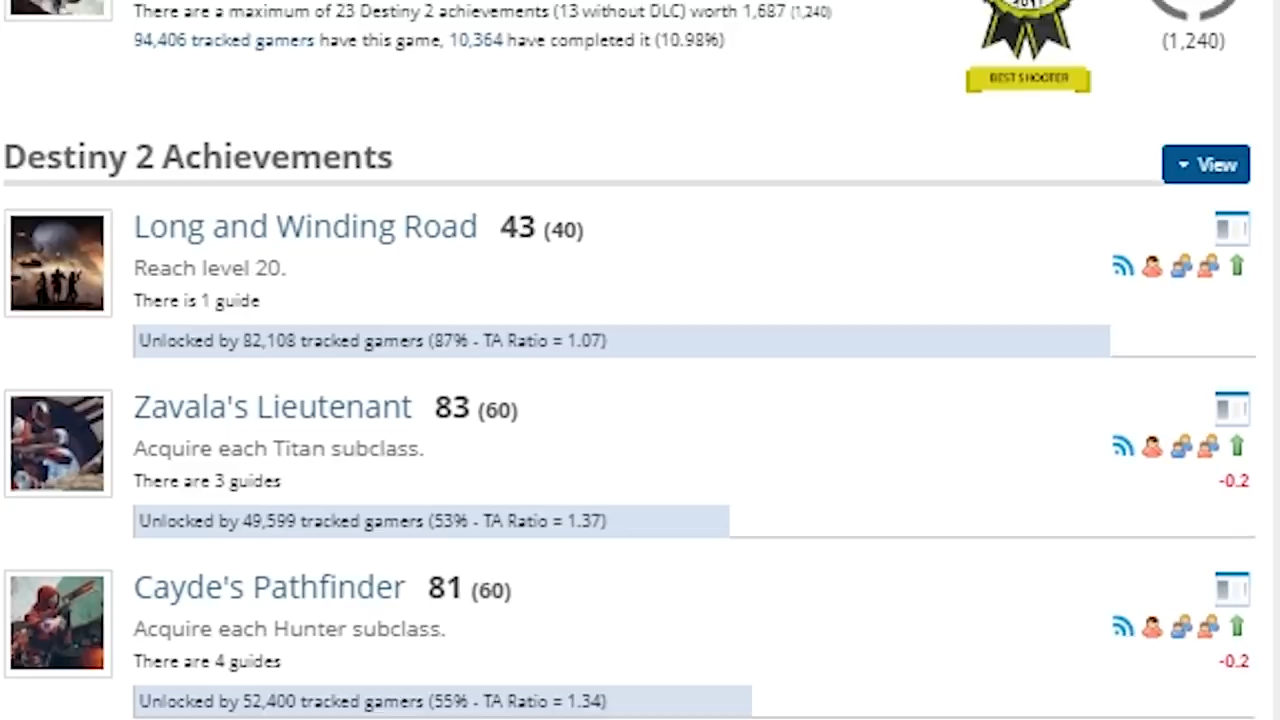 There are a maximum of 23 Destiny 2 achievements (13 without DLC) worth 1,687 (1,240)
94,406 tracked gamers have this game, 10,364 have completed it (10.98%)
(1,240)
BEST SHOOTER
Destiny 2 Achievements
View
Long and Winding Road 43 (40)
Reach level 20.
There is 1 guide
Unlocked by 82,108 tracked gamers (87% - TA Ratio = 1.07)
Zavala's Lieutenant 83 (60)
Acquire each Titan subclass.
There are 3 guides
-0.2
Unlocked by 49,599 tracked gamers (53% - TA Ratio = 1.37)
Cayde's Pathfinder 81 (60)
Acquire each Hunter subclass.
There are 4 guides
-0.2
Unlocked by 52,400 tracked gamers (55% - TA Ratio = 1.34)